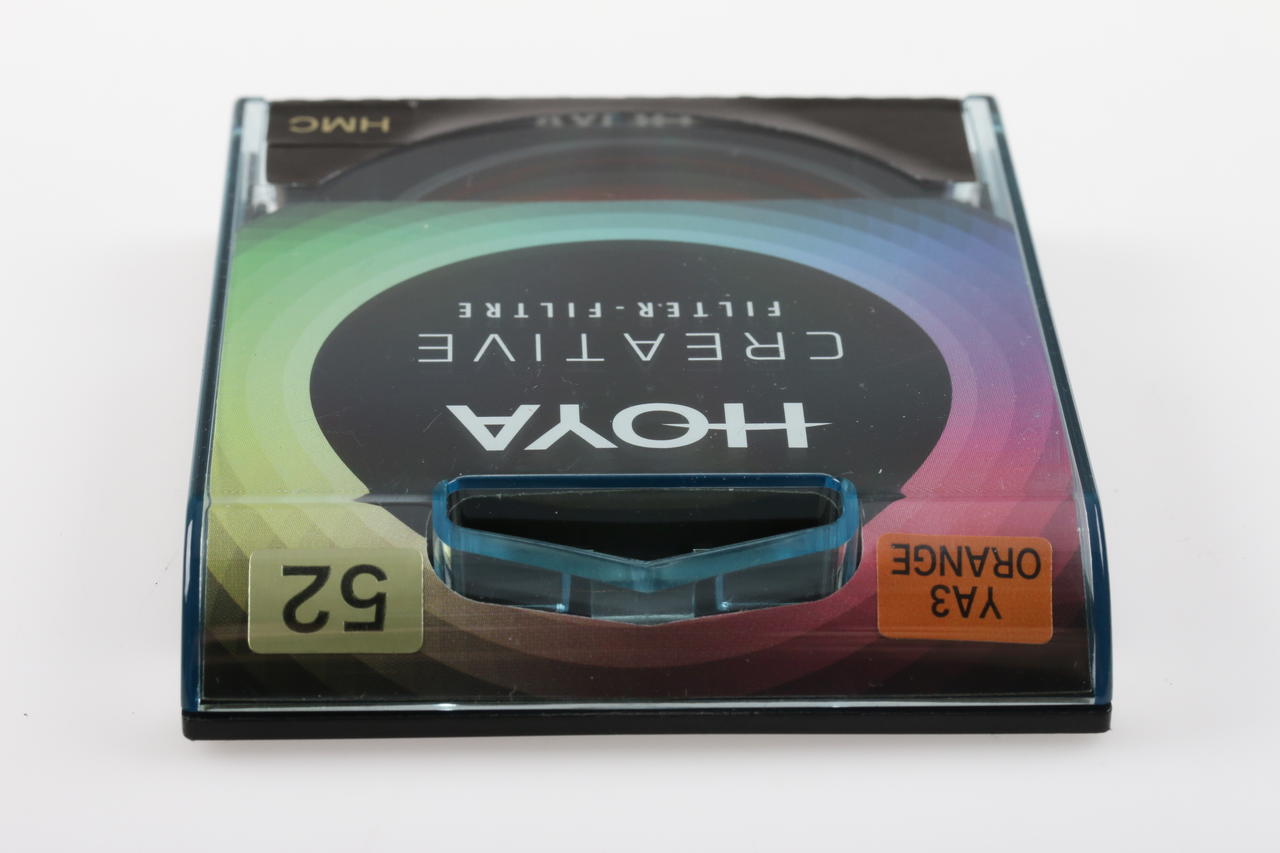 52
YA3
ORANGE
HOYA
CREATIVE
FILTER-FILTRE
HMC